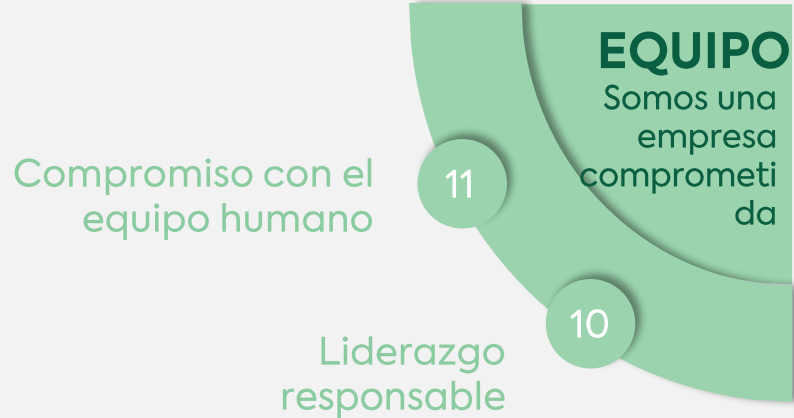 EQUIPO
Somos una
empresa
comprometi
da
Compromiso con el
equipo humano
11
10
Liderazgo
responsable